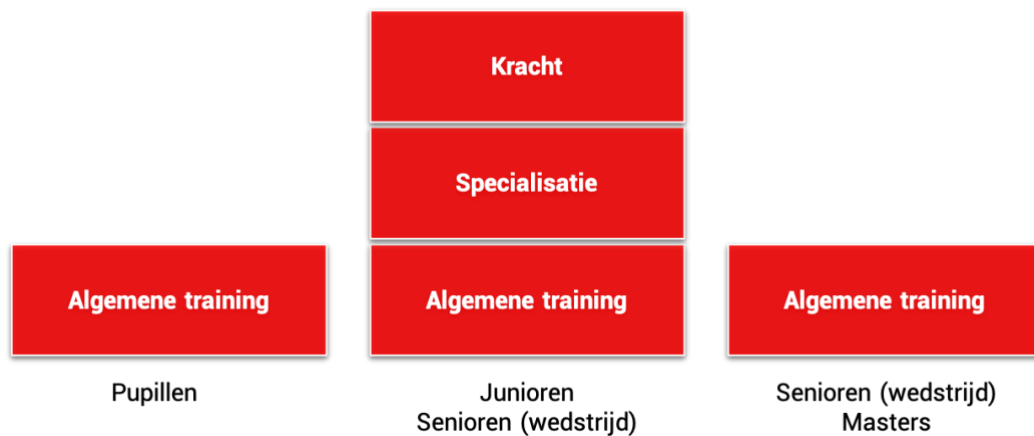 Kracht
Specialisatie
Algemene training
Algemene training
Algemene training
Pupillen
Junioren
Senioren (wedstrijd)
Senioren (wedstrijd)
Masters